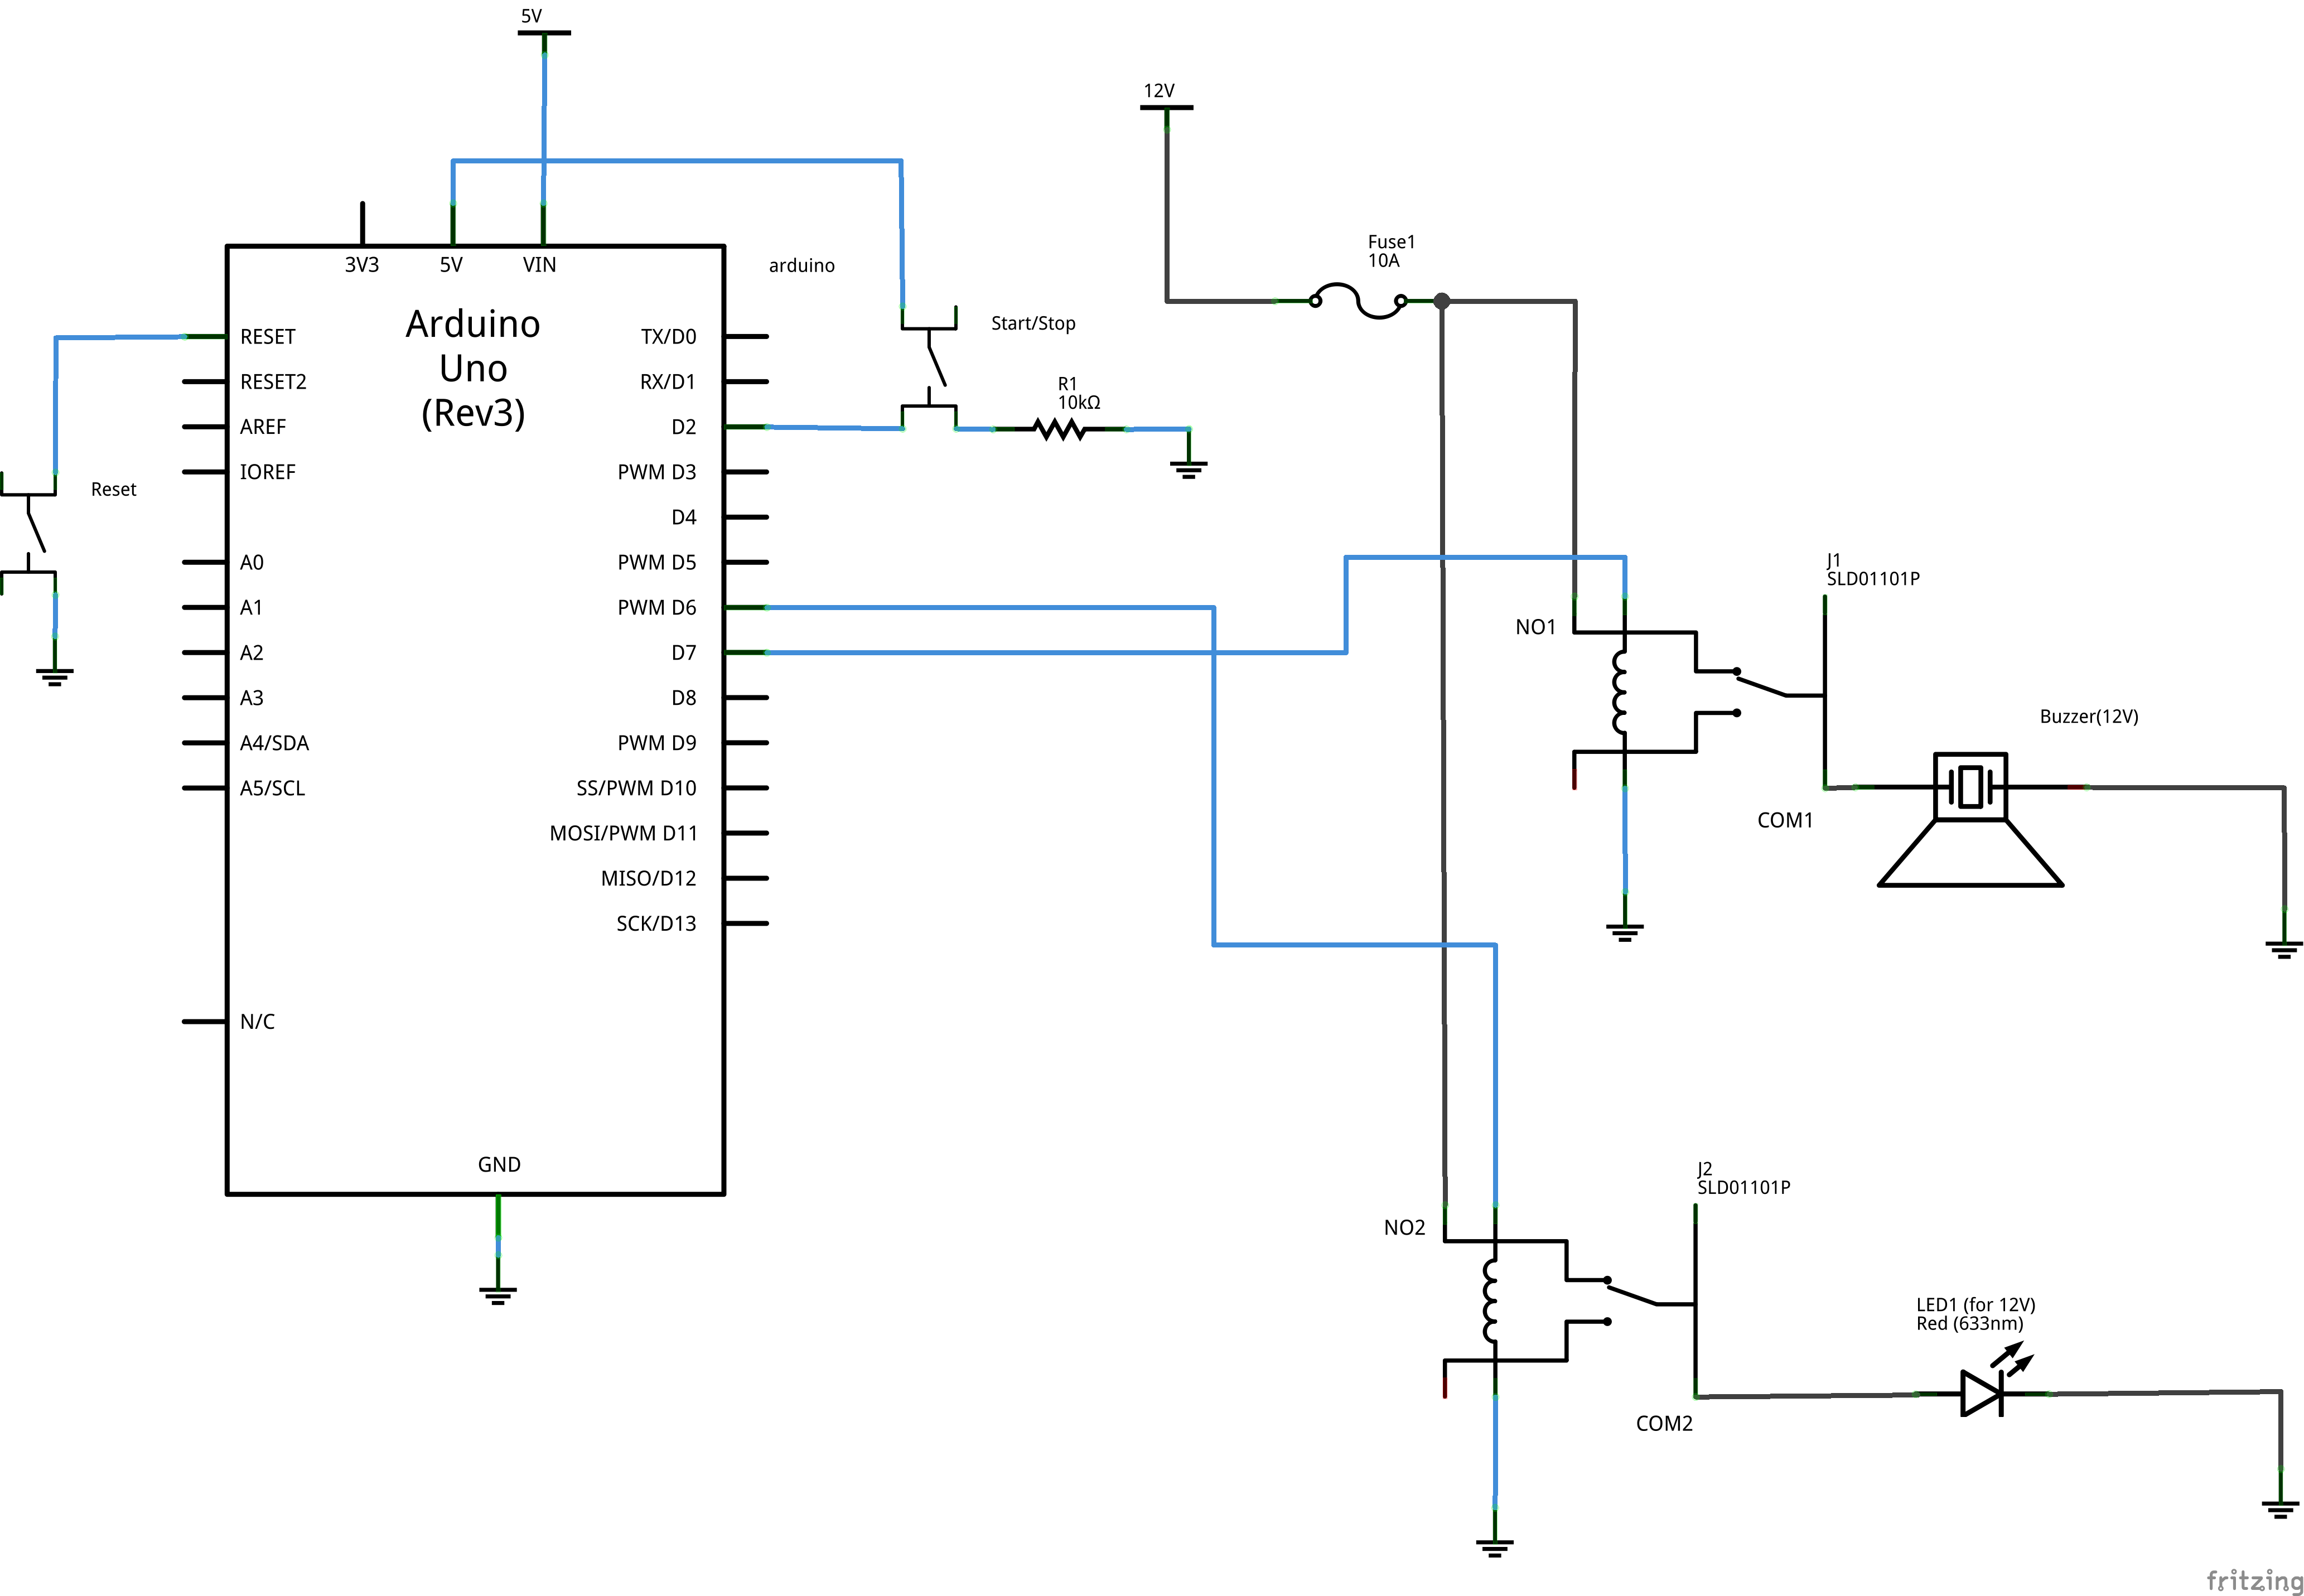 5V
12V
Fuse1
10A
3V3
5V
VIN
arduino
Arduino
Uno
(Rev3)
RESET
RESET2
AREF
IOREF
A0
A1
A2
A3
A4/SDA
A5/SCL
N/C
GND
TX/D0
RX/D1
D2
PWM D3
D4
PWM D5
PWM D6
D7
D8
PWM D9
SS/PWM D10
MOSI/PWM D11
MISO/D12
SCK/D13
Start/Stop
R1
10kΩ
Reset
J1
SLD01101P
NO1
Buzzer(12V)
COM1
J2
SLD01101P
NO2
LED1 (for 12V)
Red (633nm)
COM2
fritzing